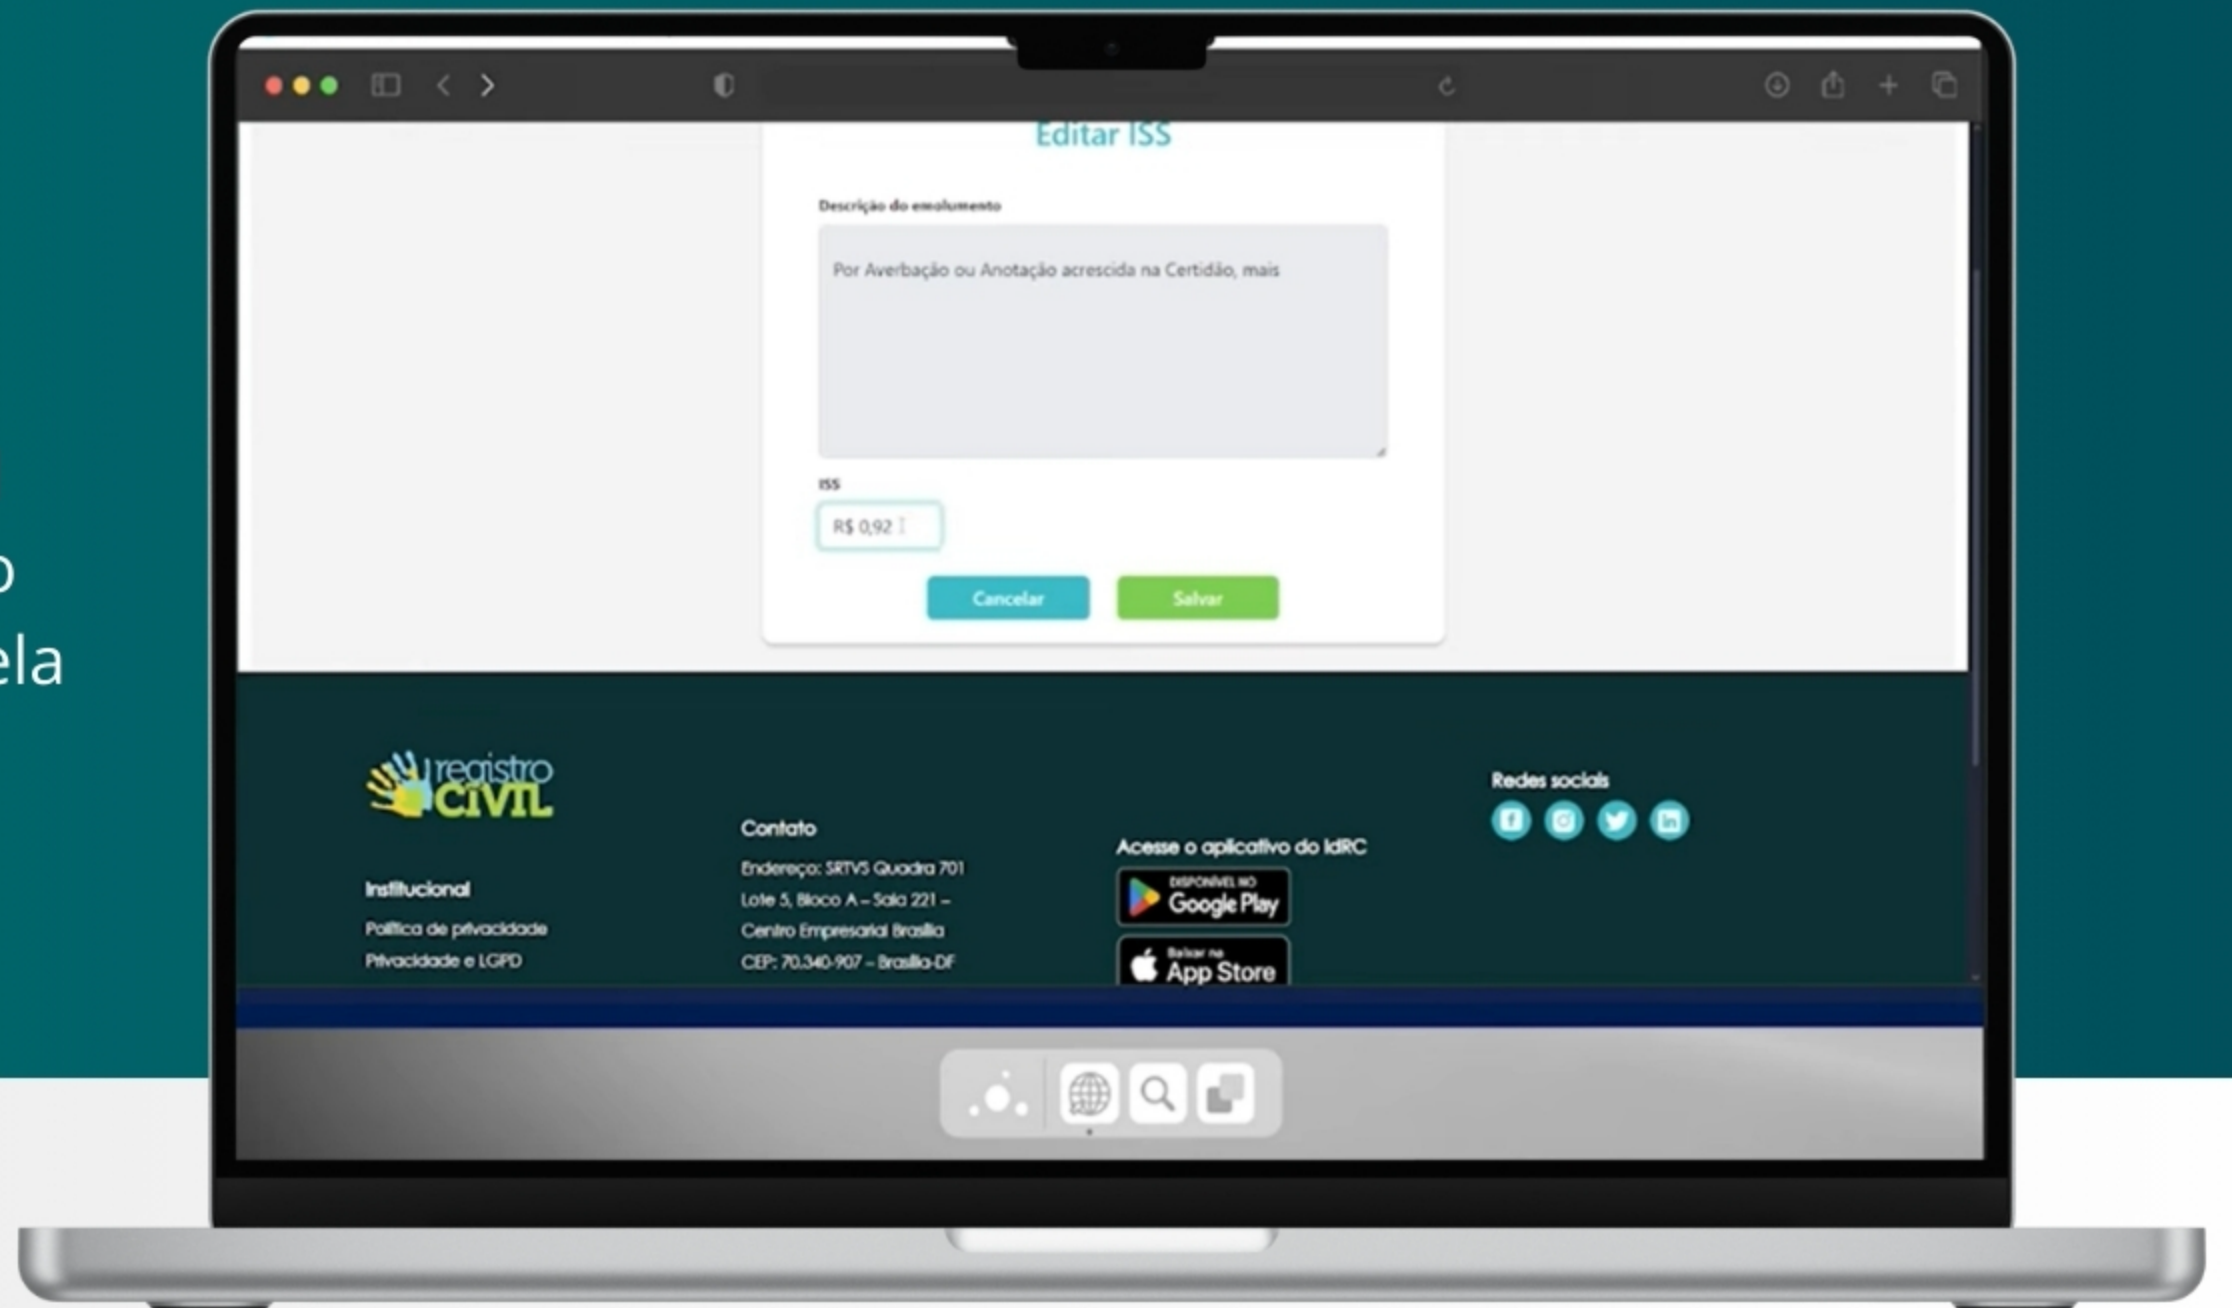 o
ela
Editar ISS
Descrição do emolumento
Por Averbação ou Anotação acrescida na Certidão, mais
ISS
R$ 0,92
Cancelar
Salvar
registro
CIVIL
Institucional
Política de privacidade
Privacidade e LGPD
Contato
Endereço: SRTVS Quadra 701
Lote 5, Bloco A – Sala 221 –
Centro Empresarial Brasília
CEP: 70.340-907 – Brasília-DF
Acesse o aplicativo do IdRC
DISPONÍVEL NO
Google Play
Baixar na
App Store
Redes sociais